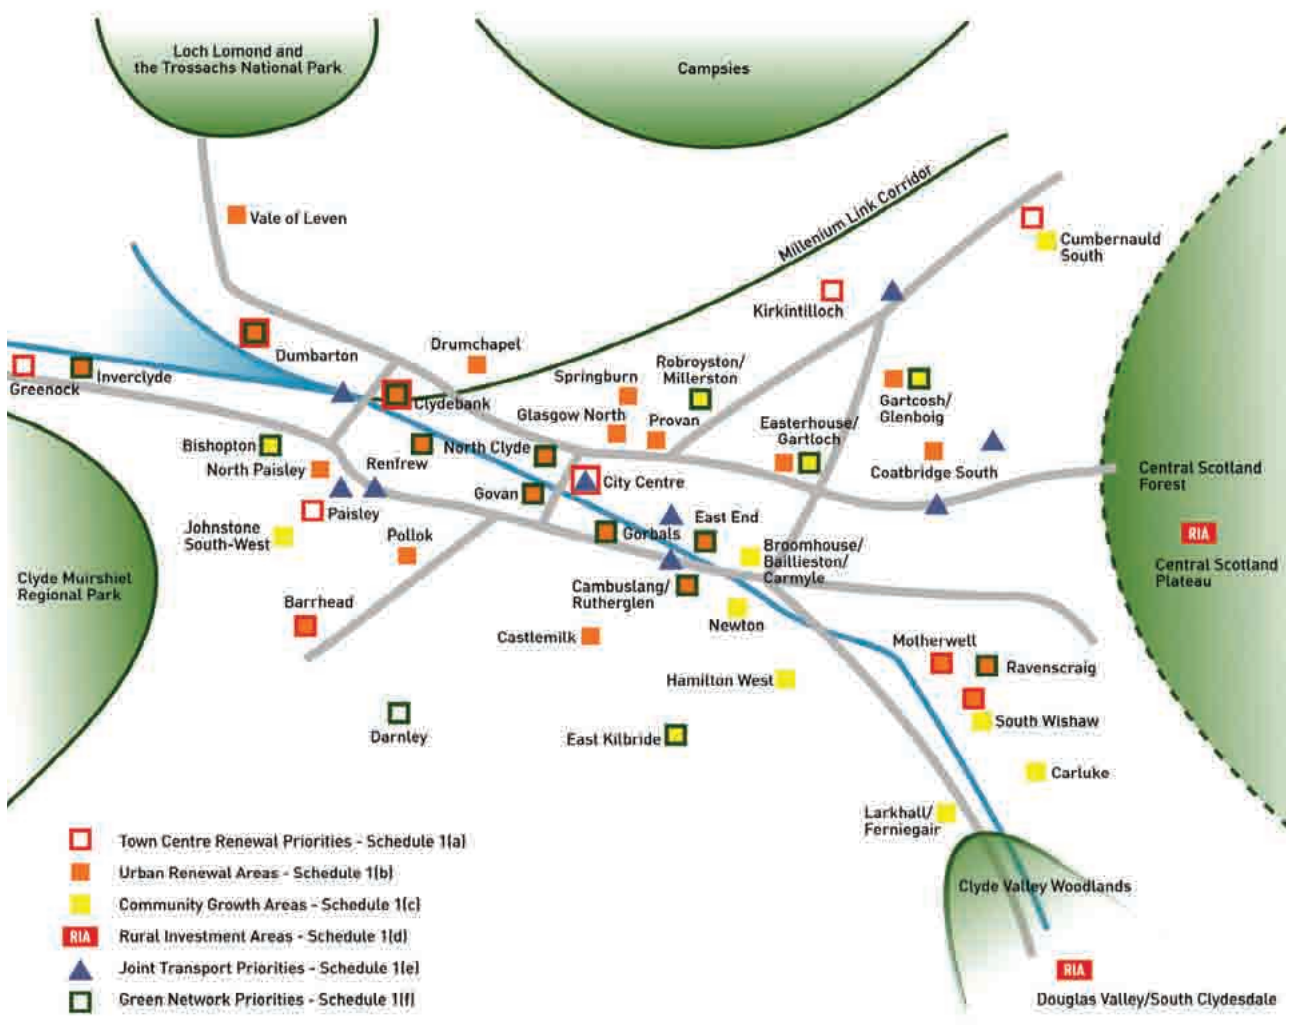 Loch Lomond and
the Trossachs National Park
Campsies
Millenium Link Corridor
Vale of Leven
Cumbernauld
South
Kirkintilloch
Dumbarton
Drumchapel
Greenock
Inverclyde
Springburn
Robroyston/
Millerston
Clydebank
Glasgow North
Provan
Gartcosh/
Glenboig
Easterhouse/
Gartloch
Bishopton
North Paisley
Renfrew
North Clyde
Coatbridge South
Central Scotland
Forest
City Centre
Govan
Paisley
Johnstone
South-West
Pollok
Gorbals
East End
RIA
Central Scotland
Plateau
Broomhouse/
Baillieston/
Carmyle
Clyde Muirshiel
Regional Park
Cambuslang/
Rutherglen
Barrhead
Newton
Castlemilk
Motherwell
Ravenscraig
Hamilton West
South Wishaw
Darnley
East Kilbride
Carluke
Larkhall/
Ferniegair
Clyde Valley Woodlands
RIA
Douglas Valley/South Clydesdale
Town Centre Renewal Priorities - Schedule 1(a)
Urban Renewal Areas - Schedule 1(b)
Community Growth Areas - Schedule 1(c)
RIA Rural Investment Areas - Schedule 1(d)
Joint Transport Priorities - Schedule 1(e)
Green Network Priorities - Schedule 1(f)